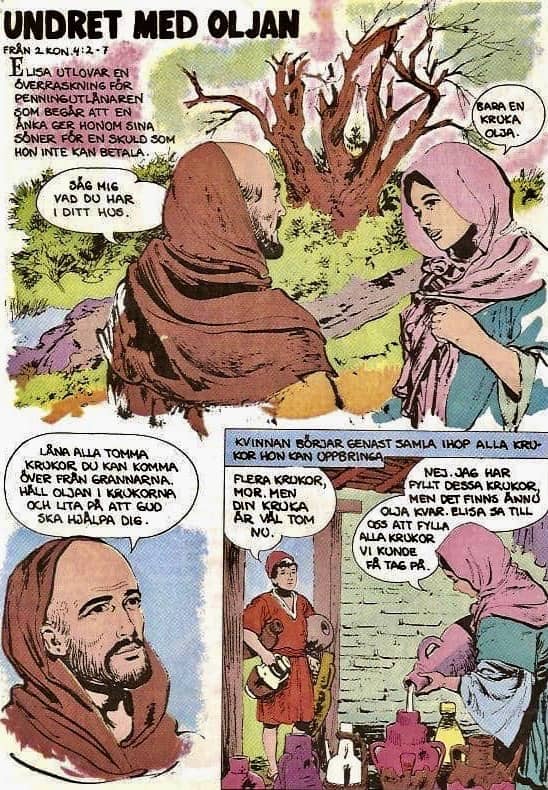 UNDRET MED OLJAN
FRÅN 2 KON. 4:2-7
ELISA UTLOVAR EN
ÖVERRASKNING FÖR
PENNINGUTLÅNAREN
SOM BEGÄR ATT EN
ÄNKA GER HONOM SINA
SÖNER FÖR EN SKULD SOM
HON INTE KAN BETALA.
BARA EN
KRUKA
OLJA.
SÄG MIG
VAD DU HAR
I DITT HUS.
LÅNA ALLA TOMMA
KRUKOR DU KAN KOMMA
ÖVER FRÅN GRANNARNA.
HÄLL OLJAN I KRUKORNA
OCH LITA PÅ ATT GUD
SKA HJÄLPA DIG.
KVINNAN BÖRJAR GENAST SAMLA IHOP ALLA KRU-
KOR HON KAN UPPBRINGA
FLERA KRUKOR,
MOR. MEN
DIN KRUKA
ÄR VÄL TOM
NU.
NEJ. JAG HAR
FYLLT DESSA KRUKOR,
MEN DET FINNS ÄNNU
OLJA KVAR. ELISA SA TILL
OSS ATT FYLLA
ALLA KRUKOR
VI KUNDE
FÅ TAG PÅ.